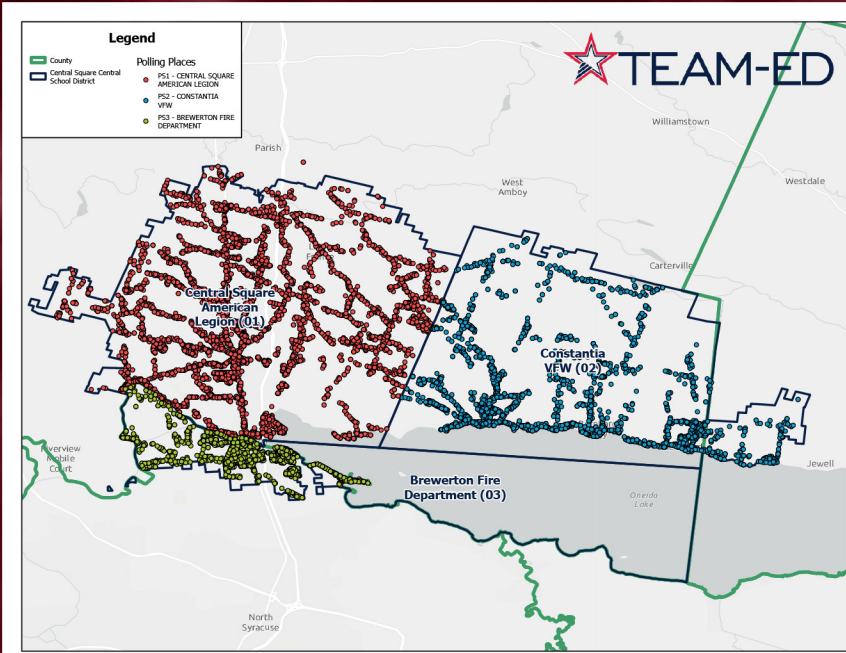 Legend
County
Central Square Central
School District
Polling Places
PS1 - CENTRAL SQUARE
AMERICAN LEGION
PS2 - CONSTANTIA
VFW
PS3 - BREWERTON FIRE
DEPARTMENT
TEAM-ED
Williamstown
Parish
West
Amboy
Westdale
Carterville
Central Square
American
Legion (01)
Constantia
VFW (02)
Riverview
Mobile
Court
Jewell
Brewerton Fire
Department (03)
Oneida
Lake
North
Syracuse